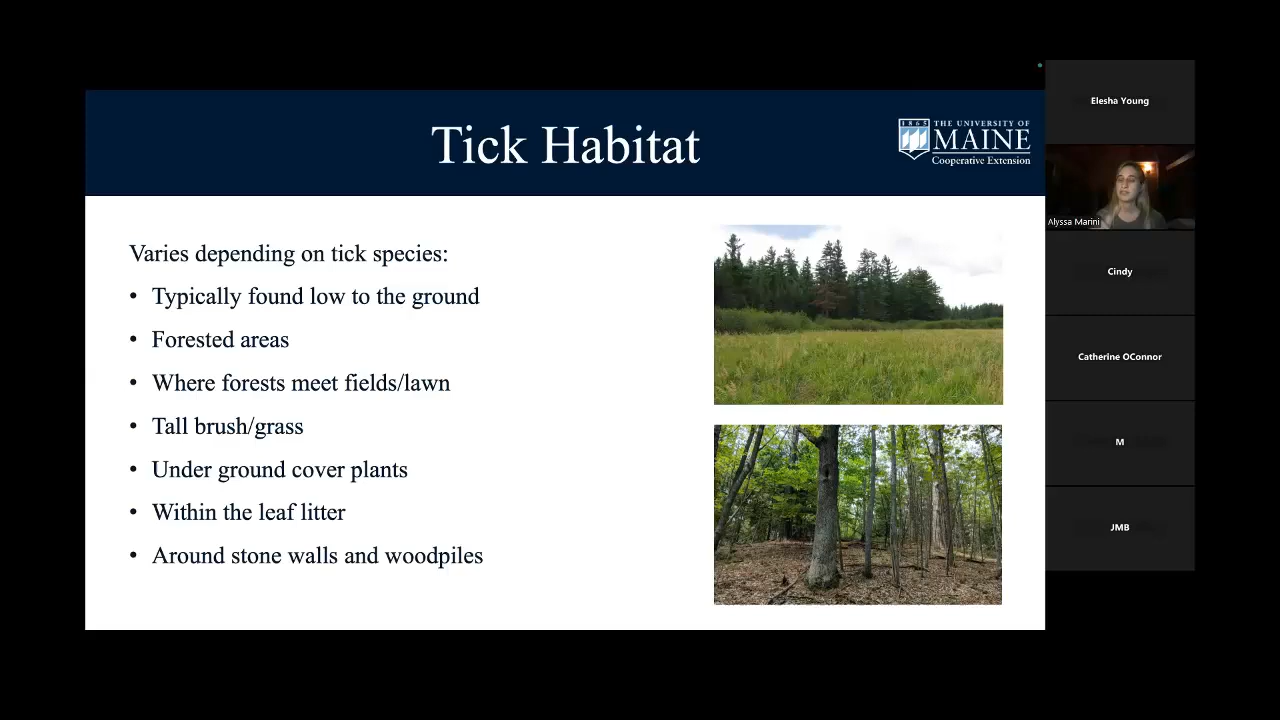 Tick Habitat
1865
THE UNIVERSITY OF
MAINE
Cooperative Extension
Varies depending on tick species:
• Typically found low to the ground
• Forested areas
• Where forests meet fields/lawn
• Tall brush/grass
• Under ground cover plants
• Within the leaf litter
• Around stone walls and woodpiles
Elesha Young
Alyssa Marini
Cindy
Catherine OConnor
M
JMB